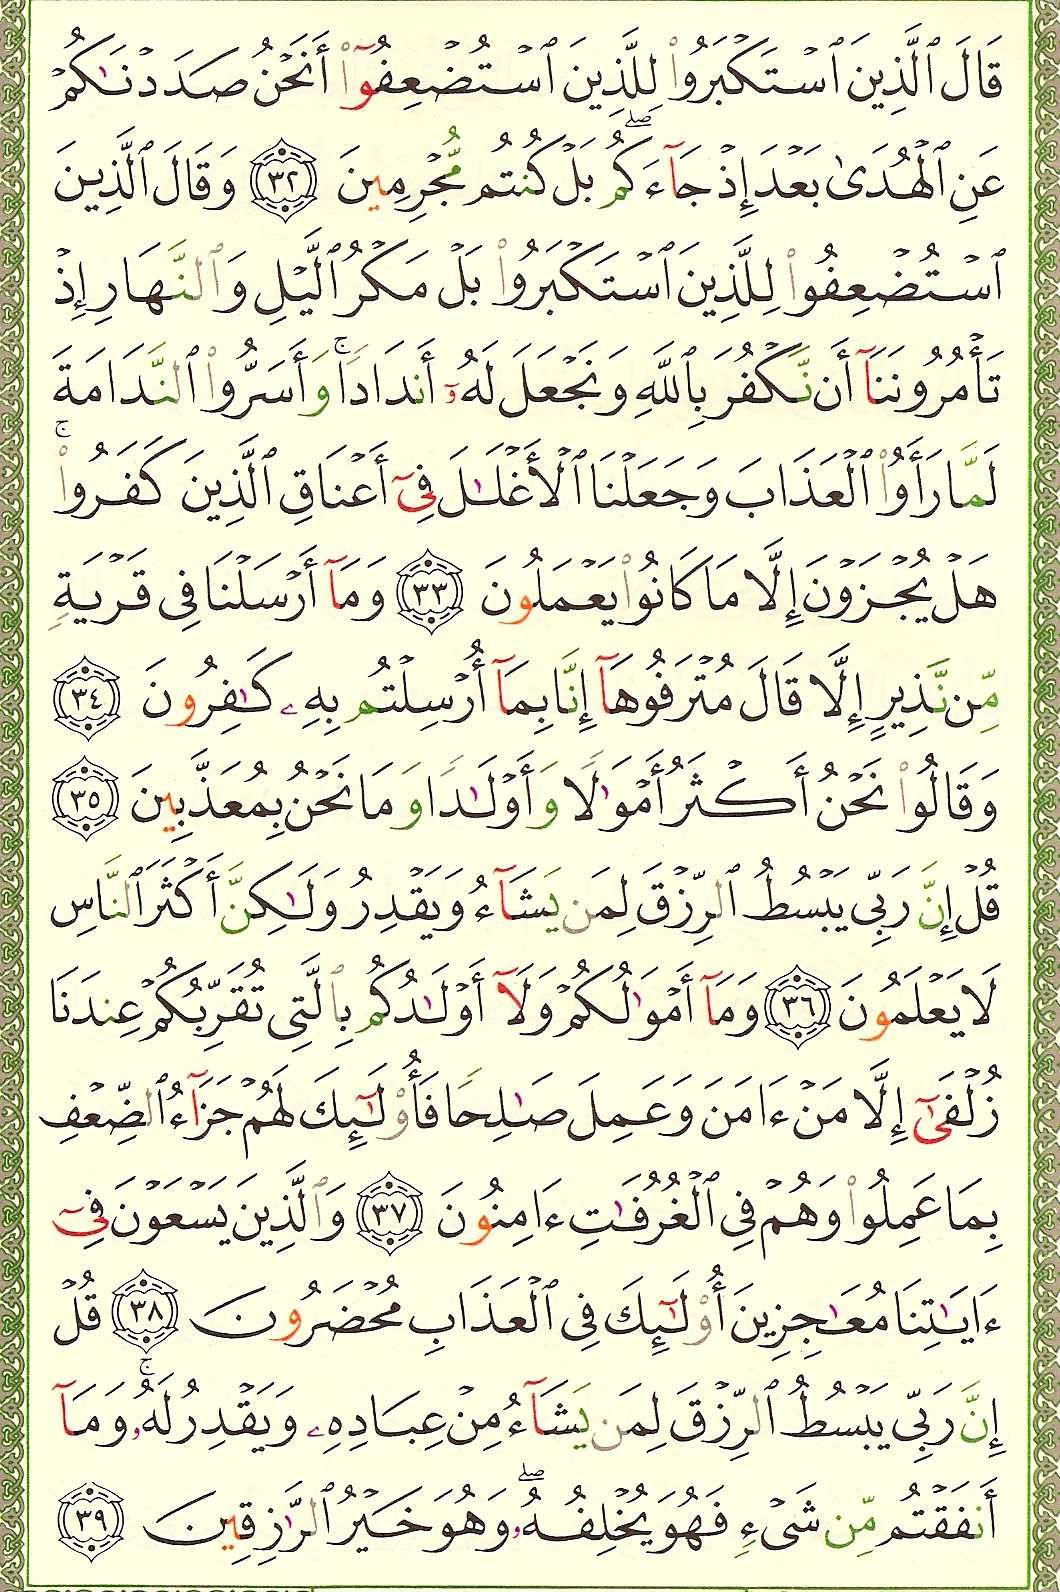 قَالَ ٱلَّذِينَ ٱسۡتَكۡبَرُواْ لِلَّذِينَ ٱسۡتُضۡعِفُوٓاْ أَنَحۡنُ صَدَدۡنَٰكُمۡ
عَنِ ٱلۡهُدَىٰ بَعۡدَ إِذۡ جَآءَكُمۖ بَلۡ كُنتُم مُّجۡرِمِينَ ٣٢ وَقَالَ ٱلَّذِينَ
ٱسۡتُضۡعِفُواْ لِلَّذِينَ ٱسۡتَكۡبَرُواْ بَلۡ مَكۡرُ ٱلَّيۡلِ وَٱلنَّهَارِ إِذۡ
تَأۡمُرُونَنَآ أَن نَّكۡفُرَ بِٱللَّهِ وَنَجۡعَلَ لَهُۥٓ أَندَادٗاۚ وَأَسَرُّواْ ٱلنَّدَامَةَ
لَمَّا رَأَوُاْ ٱلۡعَذَابَۚ وَجَعَلۡنَا ٱلۡأَغۡلَٰلَ فِيٓ أَعۡنَاقِ ٱلَّذِينَ كَفَرُواْ
هَلۡ يُجۡزَوۡنَ إِلَّا مَا كَانُواْ يَعۡمَلُونَ ٣٣ وَمَآ أَرۡسَلۡنَا فِي قَرۡيَةٖ
مِّن نَّذِيرٍ إِلَّا قَالَ مُتۡرَفُوهَآ إِنَّا بِمَآ أُرۡسِلۡتُم بِهِۦ كَٰفِرُونَ ٣٤
وَقَالُواْ نَحۡنُ أَكۡثَرُ أَمۡوَٰلٗا وَأَوۡلَٰدٗا وَمَا نَحۡنُ بِمُعَذَّبِينَ ٣٥
قُلۡ إِنَّ رَبِّي يَبۡسُطُ ٱلرِّزۡقَ لِمَن يَشَآءُ وَيَقۡدِرُ وَلَٰكِنَّ أَكۡثَرَ ٱلنَّاسِ
لَا يَعۡلَمُونَ ٣٦ وَمَآ أَمۡوَٰلُكُمۡ وَلَآ أَوۡلَٰدُكُم بِٱلَّتِي تُقَرِّبُكُمۡ عِندَنَا
زُلۡفَىٰٓ إِلَّا مَنۡ ءَامَنَ وَعَمِلَ صَٰلِحٗا فَأُوْلَٰٓئِكَ لَهُمۡ جَزَآءُ ٱلضِّعۡفِ
بِمَا عَمِلُواْ وَهُمۡ فِي ٱلۡغُرُفَٰتِ ءَامِنُونَ ٣٧ وَٱلَّذِينَ يَسۡعَوۡنَ فِيٓ
ءَايَٰتِنَا مُعَٰجِزِينَ أُوْلَٰٓئِكَ فِي ٱلۡعَذَابِ مُحۡضَرُونَ ٣٨ قُلۡ
إِنَّ رَبِّي يَبۡسُطُ ٱلرِّزۡقَ لِمَن يَشَآءُ مِنۡ عِبَادِهِۦ وَيَقۡدِرُ لَهُۥۚ وَمَآ
أَنفَقۡتُم مِّن شَيۡءٖ فَهُوَ يُخۡلِفُهُۥۖ وَهُوَ خَيۡرُ ٱلرَّٰزِقِينَ ٣٩